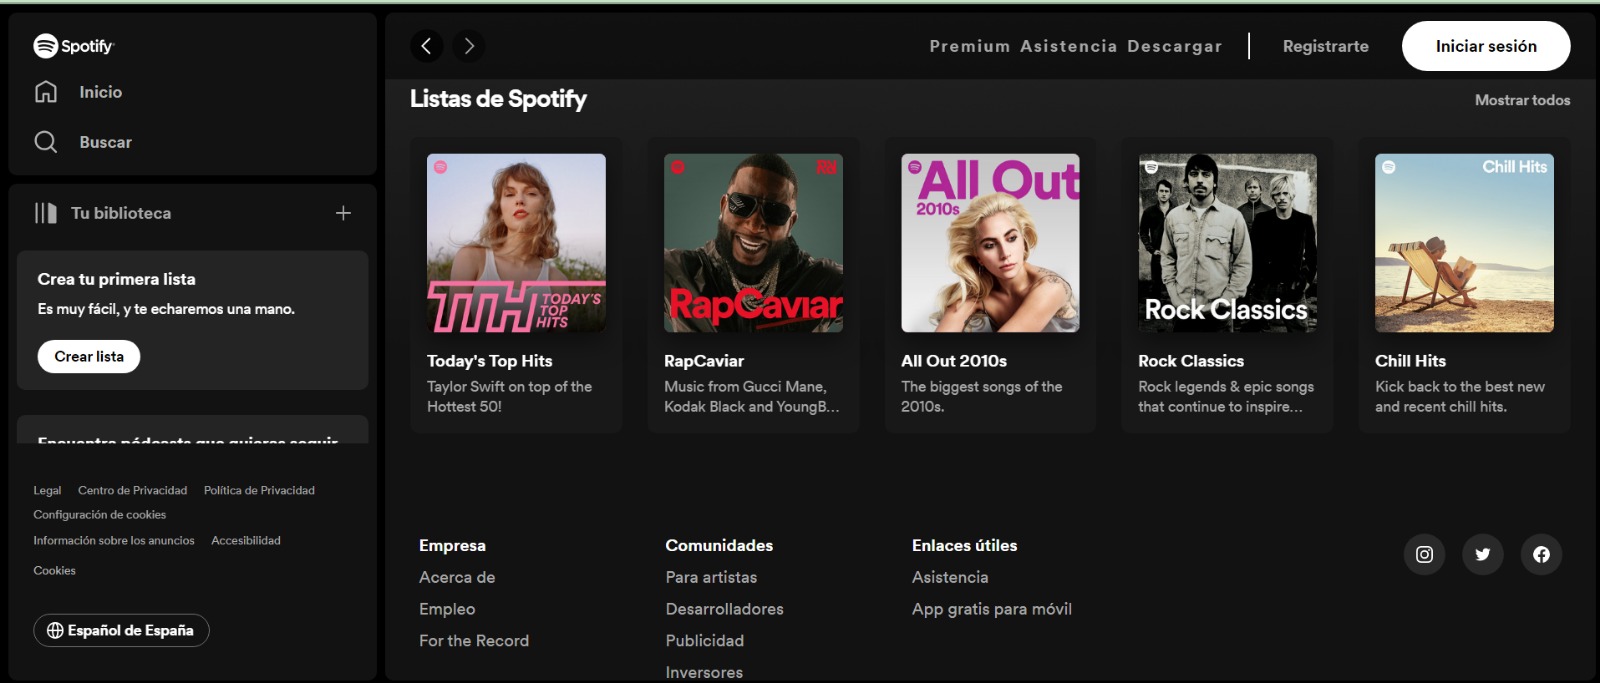 Spotify
Inicio
Buscar
Tu biblioteca
Crea tu primera lista
Es muy fácil, y te echaremos una mano.
Crear lista
Encuentra pódcasts que quieras seguir
Legal Centro de Privacidad Política de Privacidad
Configuración de cookies
Información sobre los anuncios Accesibilidad
Cookies
Español de España
Premium Asistencia Descargar Registrarte Iniciar sesión
Listas de Spotify Mostrar todos
TTH TODAY'S
TOP
HITS
Today's Top Hits
Taylor Swift on top of the
Hottest 50!
RapCaviar
RapCaviar
Music from Gucci Mane,
Kodak Black and YoungB...
All Out
2010s
All Out 2010s
The biggest songs of the
2010s.
Rock Classics
Rock Classics
Rock legends & epic songs
that continue to inspire...
Chill Hits
Chill Hits
Kick back to the best new
and recent chill hits.
Empresa
Acerca de
Empleo
For the Record
Comunidades
Para artistas
Desarrolladores
Publicidad
Inversores
Enlaces útiles
Asistencia
App gratis para móvil